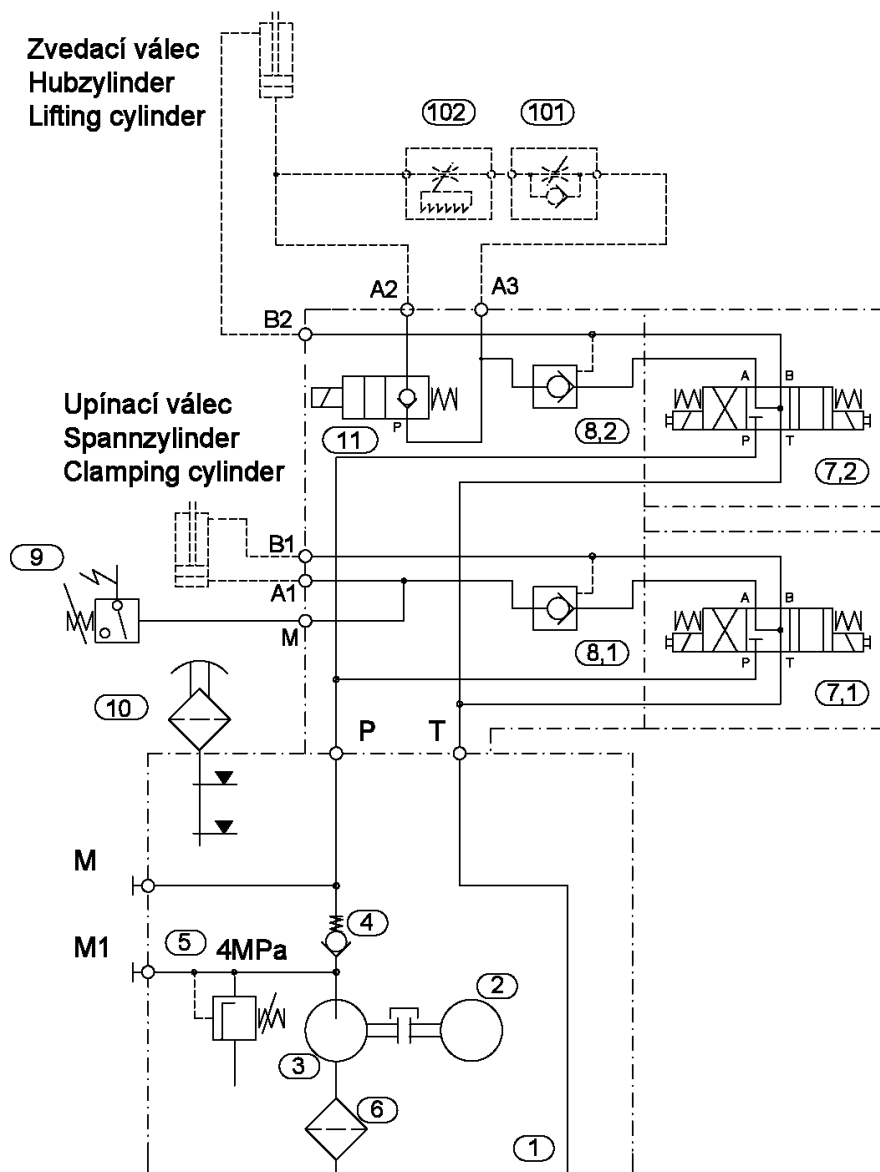 Zvedací válec
Hubzylinder
Lifting cylinder
102
101
A2
A3
B2
A
B
P
T
P
11
8,2
7,2
Upínací válec
Spannzylinder
Clamping cylinder
9
B1
A1
M
A
B
P
T
8,1
7,1
10
P
T
M
4
M1
5
4MPa
2
3
6
1